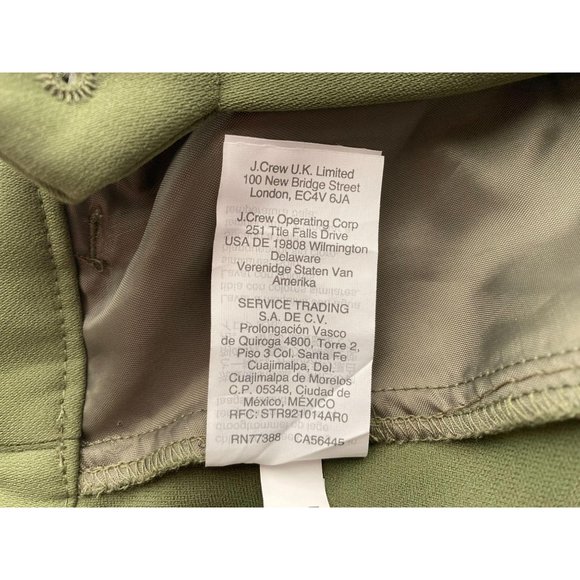 J.Crew U.K. Limited
100 New Bridge Street
London, EC4V 6JA
J.Crew Operating Corp
251 Ttle Falls Drive
USA DE 19808 Wilmington
Delaware
Verenidge Staten Van
Amerika
SERVICE TRADING
S.A. DE C.V.
Prolongación Vasco
de Quiroga 4800, Torre 2,
Piso 3 Col. Santa Fe
Cuajimalpa, Del.
Cuajimalpa de Morelos
C.P. 05348, Ciudad de
México, MÉXICO
RFC: STR921014AR0
RN77388 CA56445